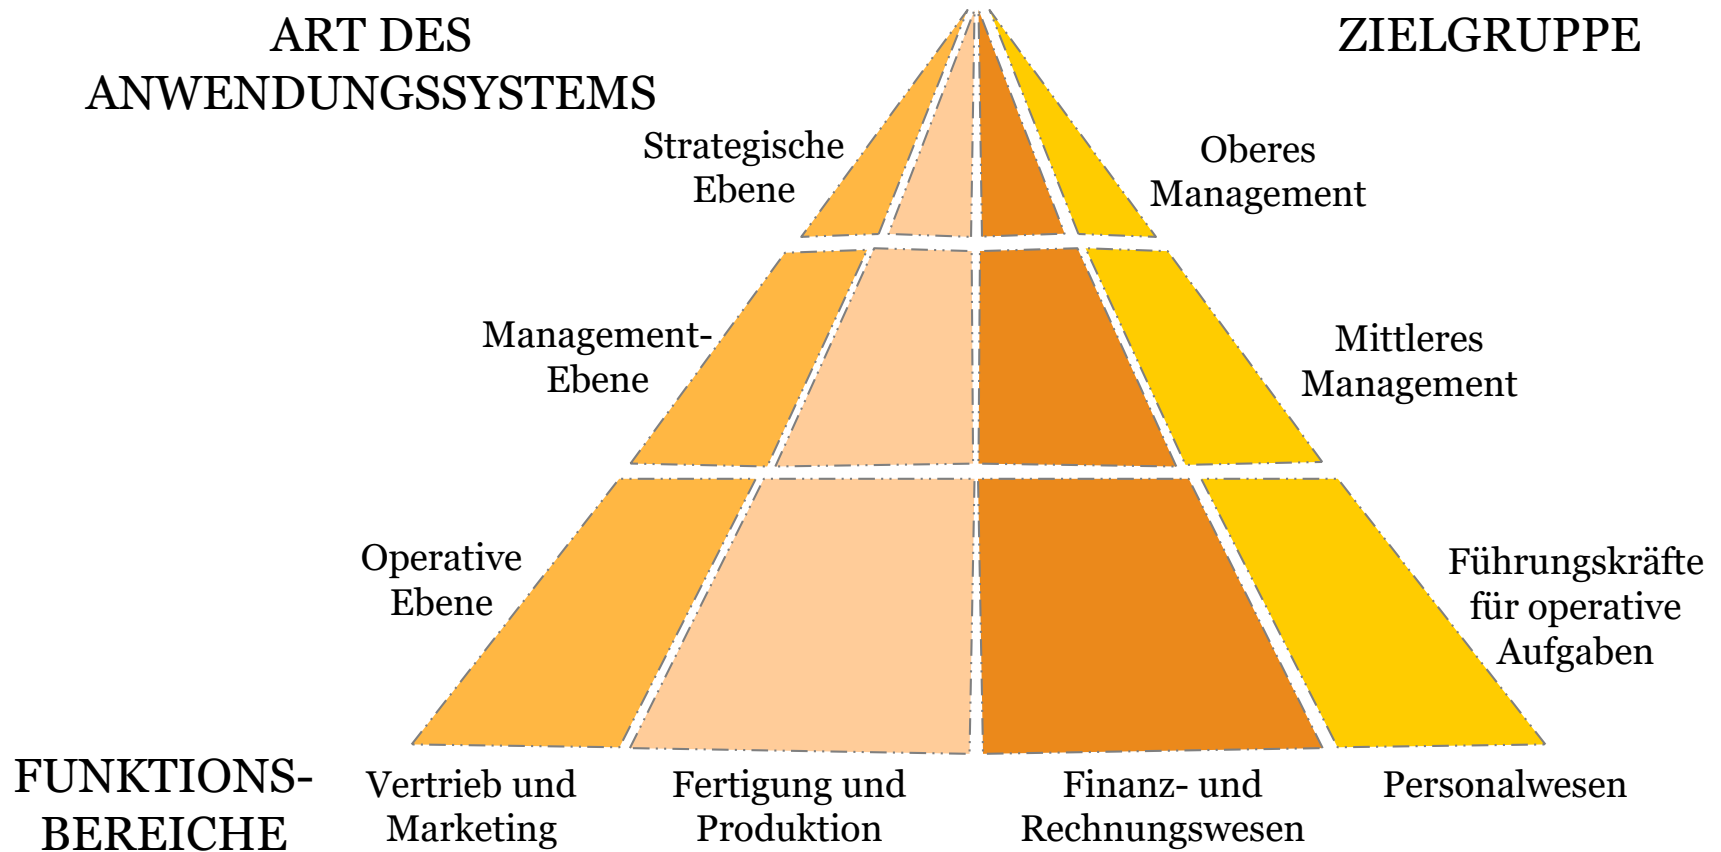 ART DES
ANWENDUNGSSYSTEMS
ZIELGRUPPE
Strategische
Ebene
Oberes
Management
Management-
Ebene
Mittleres
Management
Operative
Ebene
Führungskräfte
für operative
Aufgaben
FUNKTIONS-
BEREICHE
Vertrieb und
Marketing
Fertigung und
Produktion
Finanz- und
Rechnungswesen
Personalwesen